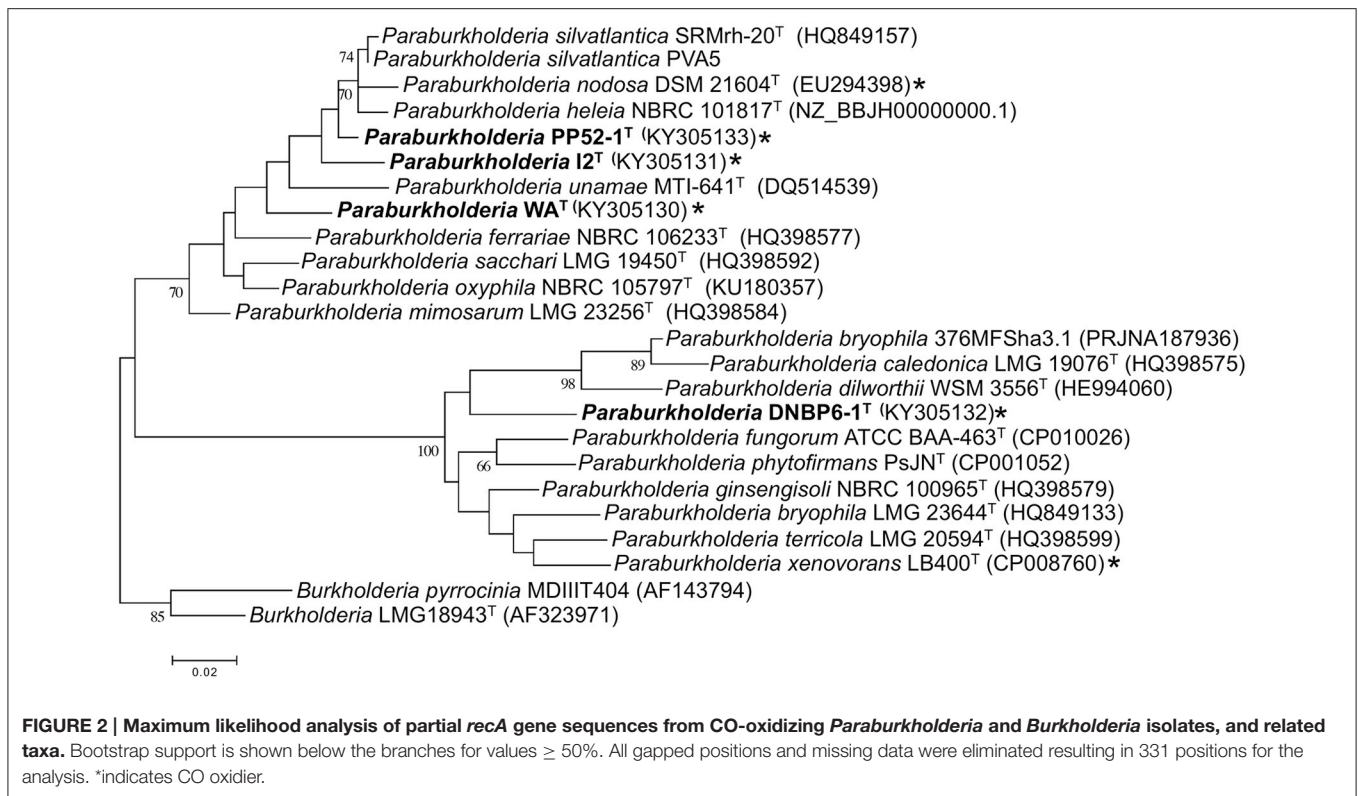 Paraburkholderia silvatlantica SRMrh-20ᵀ (HQ849157)
74 Paraburkholderia silvatlantica PVA5
Paraburkholderia nodosa DSM 21604ᵀ (EU294398)*
70
Paraburkholderia heleia NBRC 101817ᵀ (NZ_BBJH00000000.1)
Paraburkholderia PP52-1ᵀ (KY305133)*
Paraburkholderia I2ᵀ (KY305131)*
Paraburkholderia unamae MTI-641ᵀ (DQ514539)
Paraburkholderia WAᵀ (KY305130)*
Paraburkholderia ferrariae NBRC 106233ᵀ (HQ398577)
Paraburkholderia sacchari LMG 19450ᵀ (HQ398592)
Paraburkholderia oxyphila NBRC 105797ᵀ (KU180357)
70
Paraburkholderia mimosarum LMG 23256ᵀ (HQ398584)
Paraburkholderia bryophila 376MFSha3.1 (PRJNA187936)
89 Paraburkholderia caledonica LMG 19076ᵀ (HQ398575)
98 Paraburkholderia dilworthii WSM 3556ᵀ (HE994060)
Paraburkholderia DNBP6-1ᵀ (KY305132)*
Paraburkholderia fungorum ATCC BAA-463ᵀ (CP010026)
100
66 Paraburkholderia phytofirmans PsJNᵀ (CP001052)
Paraburkholderia ginsengisoli NBRC 100965ᵀ (HQ398579)
Paraburkholderia bryophila LMG 23644ᵀ (HQ849133)
Paraburkholderia terricola LMG 20594ᵀ (HQ398599)
Paraburkholderia xenovorans LB400ᵀ (CP008760)*
Burkholderia pyrrocinia MDIIIT404 (AF143794)
85 Burkholderia LMG18943ᵀ (AF323971)
0.02
FIGURE 2 | Maximum likelihood analysis of partial recA gene sequences from CO-oxidizing Paraburkholderia and Burkholderia isolates, and related
taxa. Bootstrap support is shown below the branches for values ≥ 50%. All gapped positions and missing data were eliminated resulting in 331 positions for the
analysis. *indicates CO oxidier.